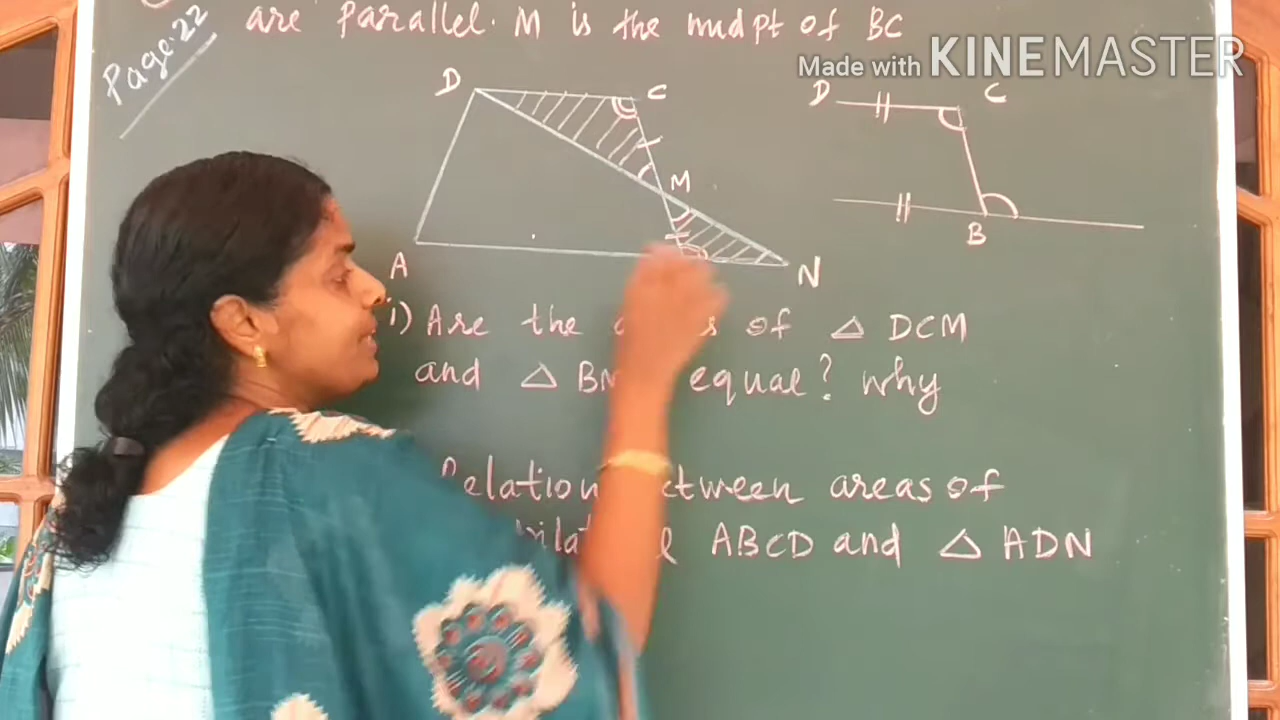 are parallel. M is the midpt of BC
Page:22
Made with KINEMASTER
D C
M
A N
D C
B
i) Are the of △ DCM
and △ equal? why
Relation between areas of
ABCD and △ ADN